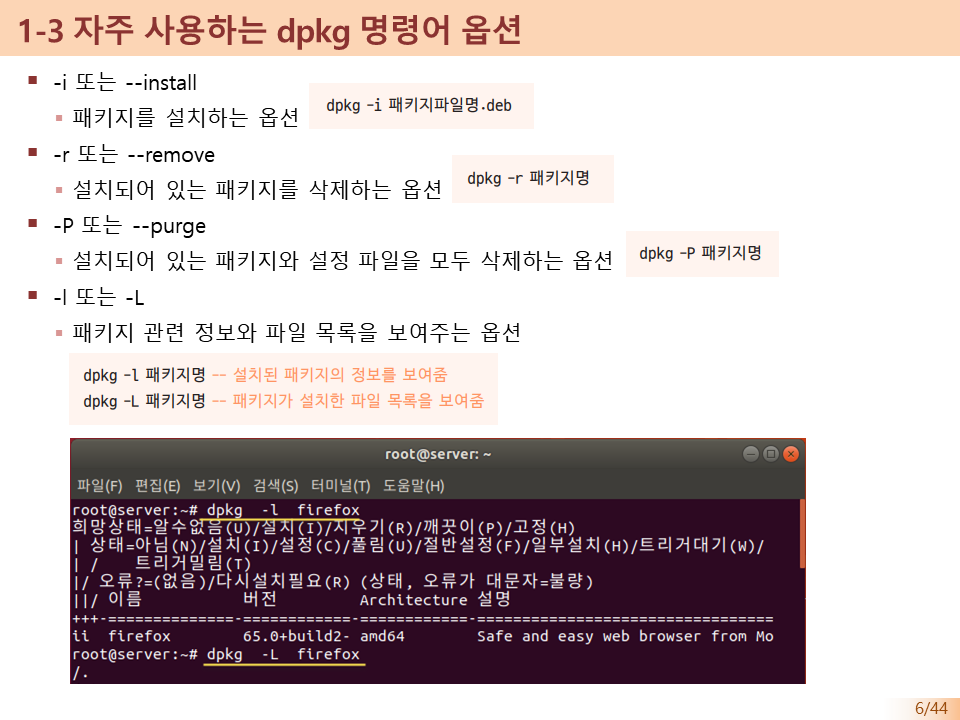 1-3 자주 사용하는 dpkg 명령어 옵션
-i 또는 --install
패키지를 설치하는 옵션
dpkg -i 패키지파일명.deb
-r 또는 --remove
설치되어 있는 패키지를 삭제하는 옵션
dpkg -r 패키지명
-P 또는 --purge
설치되어 있는 패키지와 설정 파일을 모두 삭제하는 옵션
dpkg -P 패키지명
-l 또는 -L
패키지 관련 정보와 파일 목록을 보여주는 옵션
dpkg -l 패키지명 -- 설치된 패키지의 정보를 보여줌
dpkg -L 패키지명 -- 패키지가 설치한 파일 목록을 보여줌
root@server: ~
파일(F) 편집(E) 보기(V) 검색(S) 터미널(T) 도움말(H)
root@server:~# dpkg -l firefox
희망상태=알수없음(U)/설치(I)/지우기(R)/깨끗이(P)/고정(H)
| 상태=아님(N)/설치(I)/설정(C)/풀림(U)/절반설정(F)/일부설치(H)/트리거대기(W)/
| / 트리거밀림(T)
|/ 오류?=(없음)/다시설치필요(R) (상태, 오류가 대문자=불량)
||/ 이름 버전 Architecture 설명
+++-==============-============-============-=================================
ii firefox 65.0+build2- amd64 Safe and easy web browser from Mo
root@server:~# dpkg -L firefox
/.
6/44